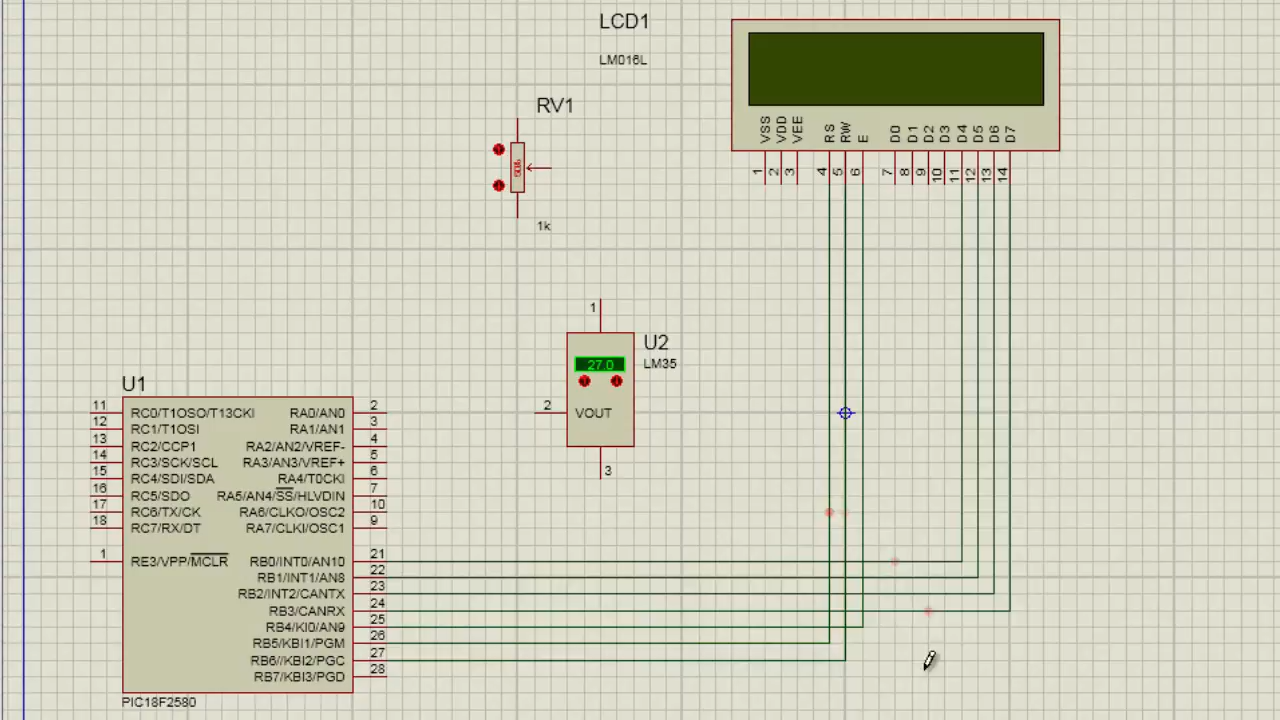 LCD1
LM016L
VSS
VDD
VEE
RS
RW
E
D0
D1
D2
D3
D4
D5
D6
D7
1
2
3
4
5
6
7
8
9
10
11
12
13
14
RV1
1k
1
U2
LM35
27.0
2
VOUT
3
U1
11 RC0/T1OSO/T13CKI RA0/AN0 2
12 RC1/T1OSI RA1/AN1 3
13 RC2/CCP1 RA2/AN2/VREF- 4
14 RC3/SCK/SCL RA3/AN3/VREF+ 5
15 RC4/SDI/SDA RA4/T0CKI 6
16 RC5/SDO RA5/AN4/SS/HLVDIN 7
17 RC6/TX/CK RA6/CLKO/OSC2 10
18 RC7/RX/DT RA7/CLKI/OSC1 9
1 RE3/VPP/MCLR RB0/INT0/AN10 21
RB1/INT1/AN8 22
RB2/INT2/CANTX 23
RB3/CANRX 24
RB4/KI0/AN9 25
RB5/KBI1/PGM 26
RB6//KBI2/PGC 27
RB7//KBI3/PGD 28
PIC18F2580